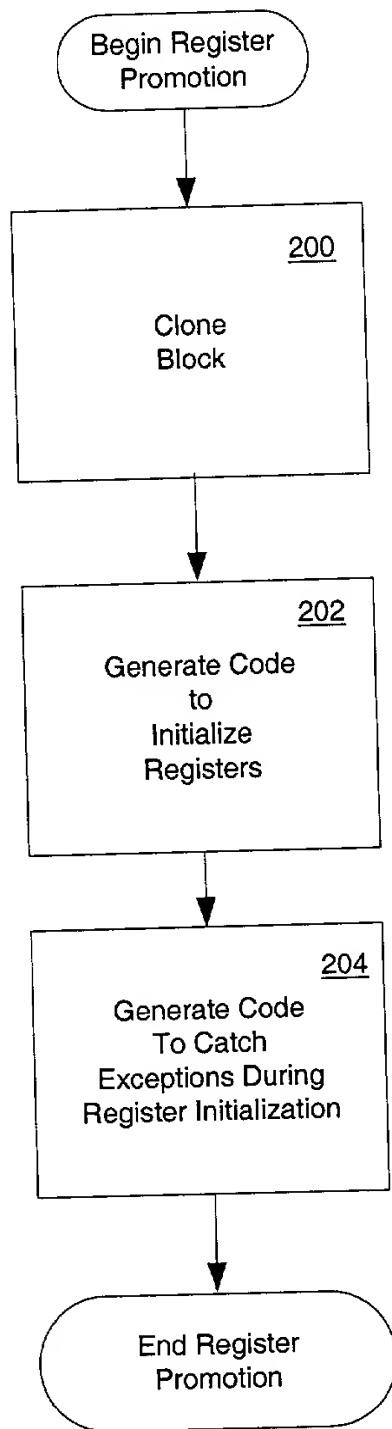 Begin Register
Promotion
200
Clone
Block
202
Generate Code
to
Initialize
Registers
204
Generate Code
To Catch
Exceptions During
Register Initialization
End Register
Promotion